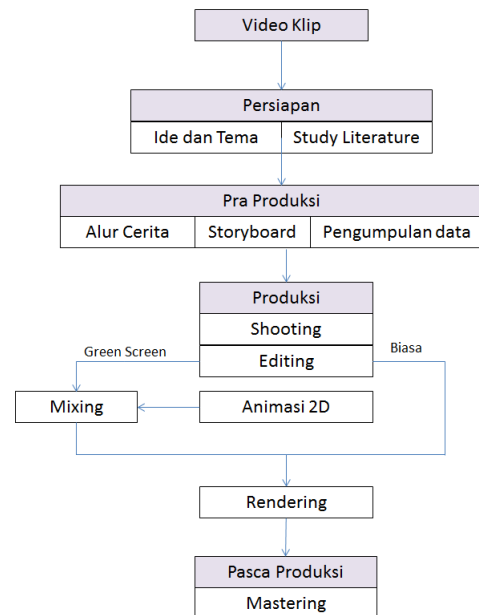 Video Klip
Persiapan
Ide dan Tema
Study Literature
Pra Produksi
Alur Cerita
Storyboard
Pengumpulan data
Produksi
Shooting
Green Screen
Editing
Biasa
Mixing
Animasi 2D
Rendering
Pasca Produksi
Mastering